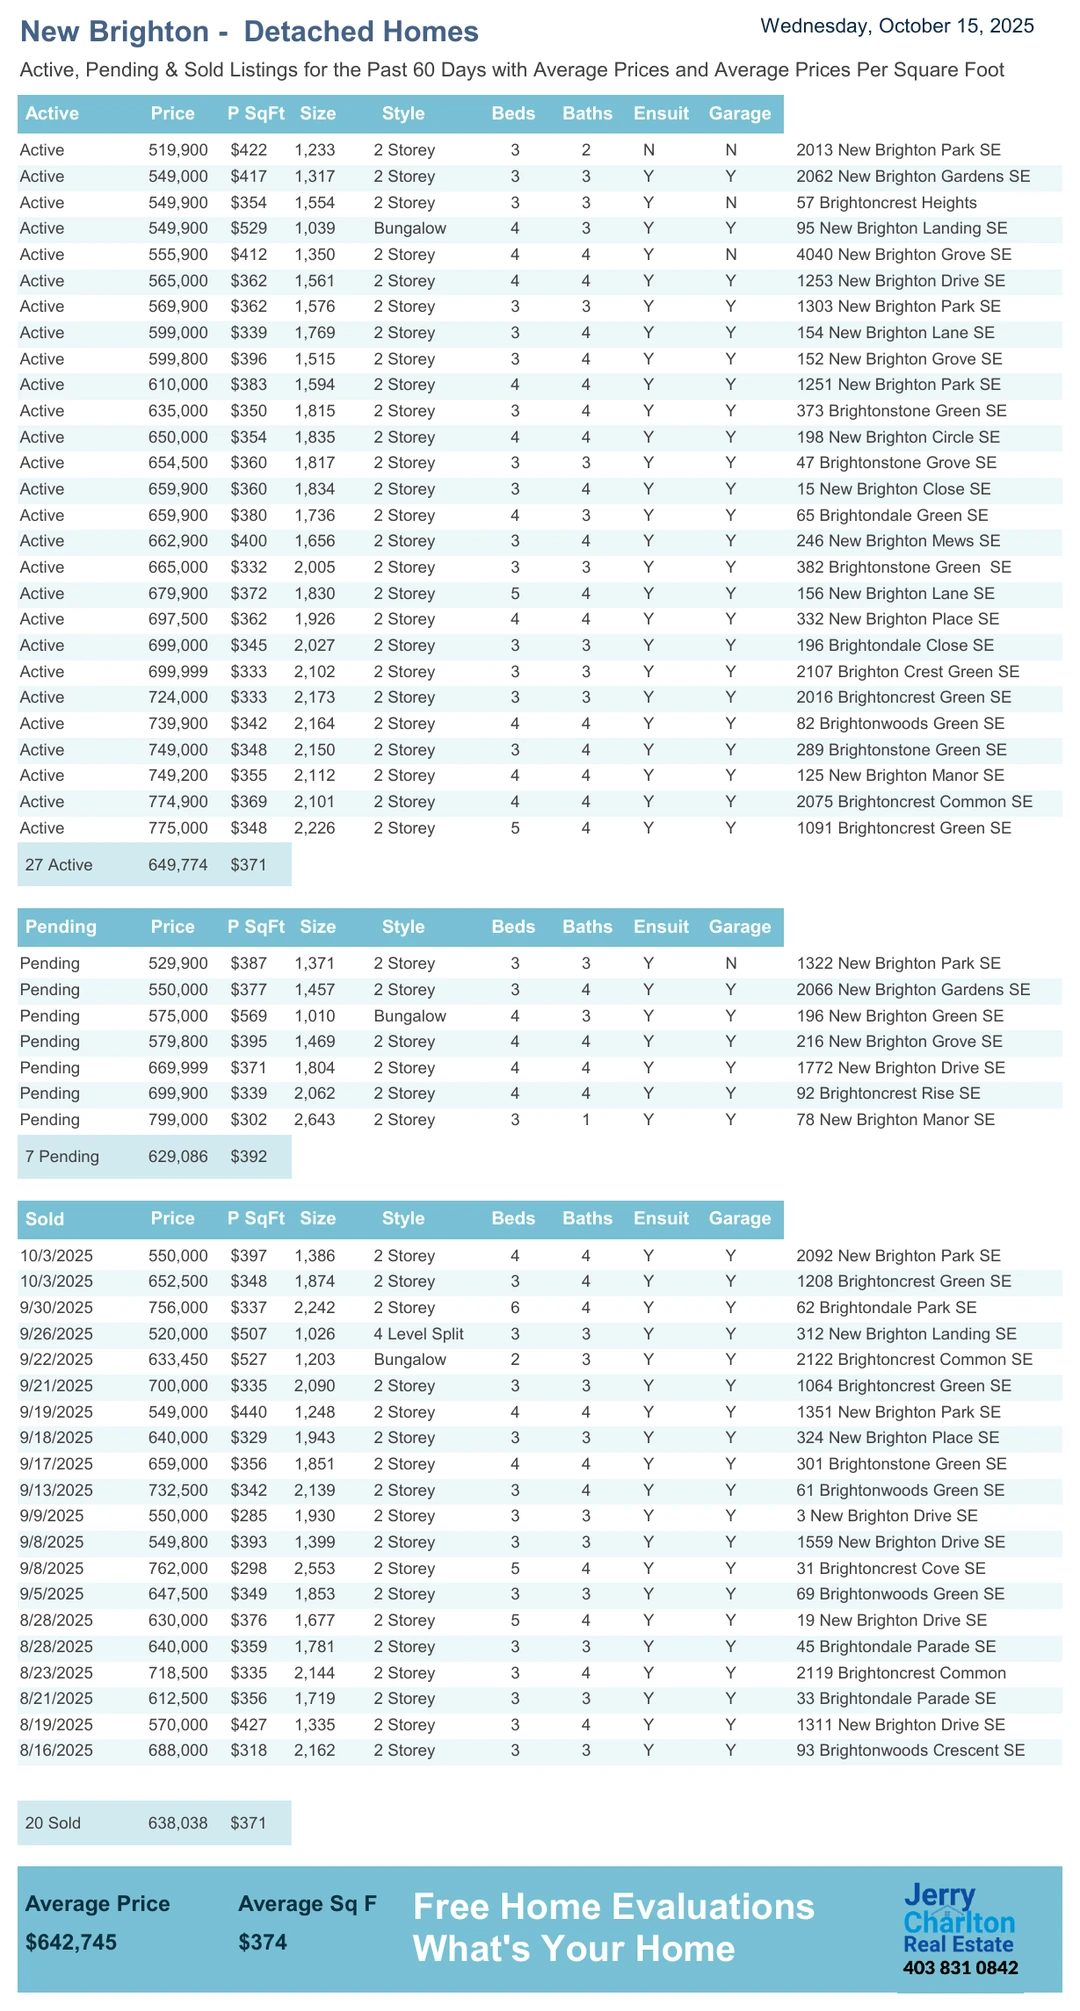 New Brighton - Detached Homes
Wednesday, October 15, 2025
Active, Pending & Sold Listings for the Past 60 Days with Average Prices and Average Prices Per Square Foot
Active Price P SqFt Size Style Beds Baths Ensuit Garage
Active 519,900 $422 1,233 2 Storey 3 2 N N 2013 New Brighton Park SE
Active 549,000 $417 1,317 2 Storey 3 3 Y Y 2062 New Brighton Gardens SE
Active 549,900 $354 1,554 2 Storey 3 3 Y N 57 Brightoncrest Heights
Active 549,900 $529 1,039 Bungalow 4 3 Y Y 95 New Brighton Landing SE
Active 555,900 $412 1,350 2 Storey 4 4 Y N 4040 New Brighton Grove SE
Active 565,000 $362 1,561 2 Storey 4 4 Y Y 1253 New Brighton Drive SE
Active 569,900 $362 1,576 2 Storey 3 3 Y Y 1303 New Brighton Park SE
Active 599,000 $339 1,769 2 Storey 3 4 Y Y 154 New Brighton Lane SE
Active 599,800 $396 1,515 2 Storey 3 4 Y Y 152 New Brighton Grove SE
Active 610,000 $383 1,594 2 Storey 4 4 Y Y 1251 New Brighton Park SE
Active 635,000 $350 1,815 2 Storey 3 4 Y Y 373 Brightonstone Green SE
Active 650,000 $354 1,835 2 Storey 4 4 Y Y 198 New Brighton Circle SE
Active 654,500 $360 1,817 2 Storey 3 3 Y Y 47 Brightonstone Grove SE
Active 659,900 $360 1,834 2 Storey 3 4 Y Y 15 New Brighton Close SE
Active 659,900 $380 1,736 2 Storey 4 3 Y Y 65 Brightondale Green SE
Active 662,900 $400 1,656 2 Storey 3 4 Y Y 246 New Brighton Mews SE
Active 665,000 $332 2,005 2 Storey 3 3 Y Y 382 Brightonstone Green SE
Active 679,900 $372 1,830 2 Storey 5 4 Y Y 156 New Brighton Lane SE
Active 697,500 $362 1,926 2 Storey 4 4 Y Y 332 New Brighton Place SE
Active 699,000 $345 2,027 2 Storey 3 3 Y Y 196 Brightondale Close SE
Active 699,999 $333 2,102 2 Storey 3 3 Y Y 2107 Brighton Crest Green SE
Active 724,000 $333 2,173 2 Storey 3 3 Y Y 2016 Brightoncrest Green SE
Active 739,900 $342 2,164 2 Storey 4 4 Y Y 82 Brightonwoods Green SE
Active 749,000 $348 2,150 2 Storey 3 4 Y Y 289 Brightonstone Green SE
Active 749,200 $355 2,112 2 Storey 4 4 Y Y 125 New Brighton Manor SE
Active 774,900 $369 2,101 2 Storey 4 4 Y Y 2075 Brightoncrest Common SE
Active 775,000 $348 2,226 2 Storey 5 4 Y Y 1091 Brightoncrest Green SE
27 Active 649,774 $371
Pending Price P SqFt Size Style Beds Baths Ensuit Garage
Pending 529,900 $387 1,371 2 Storey 3 3 Y N 1322 New Brighton Park SE
Pending 550,000 $377 1,457 2 Storey 3 4 Y Y 2066 New Brighton Gardens SE
Pending 575,000 $569 1,010 Bungalow 4 3 Y Y 196 New Brighton Green SE
Pending 579,800 $395 1,469 2 Storey 4 4 Y Y 216 New Brighton Grove SE
Pending 669,999 $371 1,804 2 Storey 4 4 Y Y 1772 New Brighton Drive SE
Pending 699,900 $339 2,062 2 Storey 4 4 Y Y 92 Brightoncrest Rise SE
Pending 799,000 $302 2,643 2 Storey 3 1 Y Y 78 New Brighton Manor SE
7 Pending 629,086 $392
Sold Price P SqFt Size Style Beds Baths Ensuit Garage
10/3/2025 550,000 $397 1,386 2 Storey 4 4 Y Y 2092 New Brighton Park SE
10/3/2025 652,500 $348 1,874 2 Storey 3 4 Y Y 1208 Brightoncrest Green SE
9/30/2025 756,000 $337 2,242 2 Storey 6 4 Y Y 62 Brightondale Park SE
9/26/2025 520,000 $507 1,026 4 Level Split 3 3 Y Y 312 New Brighton Landing SE
9/22/2025 633,450 $527 1,203 Bungalow 2 3 Y Y 2122 Brightoncrest Common SE
9/21/2025 700,000 $335 2,090 2 Storey 3 3 Y Y 1064 Brightoncrest Green SE
9/19/2025 549,000 $440 1,248 2 Storey 4 4 Y Y 1351 New Brighton Park SE
9/18/2025 640,000 $329 1,943 2 Storey 3 3 Y Y 324 New Brighton Place SE
9/17/2025 659,000 $356 1,851 2 Storey 4 4 Y Y 301 Brightonstone Green SE
9/13/2025 732,500 $342 2,139 2 Storey 3 4 Y Y 61 Brightonwoods Green SE
9/9/2025 550,000 $285 1,930 2 Storey 3 3 Y Y 3 New Brighton Drive SE
9/8/2025 549,800 $393 1,399 2 Storey 3 3 Y Y 1559 New Brighton Drive SE
9/8/2025 762,000 $298 2,553 2 Storey 5 4 Y Y 31 Brightoncrest Cove SE
9/5/2025 647,500 $349 1,853 2 Storey 3 3 Y Y 69 Brightonwoods Green SE
8/28/2025 630,000 $376 1,677 2 Storey 5 4 Y Y 19 New Brighton Drive SE
8/28/2025 640,000 $359 1,781 2 Storey 3 3 Y Y 45 Brightondale Parade SE
8/23/2025 718,500 $335 2,144 2 Storey 3 4 Y Y 2119 Brightoncrest Common
8/21/2025 612,500 $356 1,719 2 Storey 3 3 Y Y 33 Brightondale Parade SE
8/19/2025 570,000 $427 1,335 2 Storey 3 4 Y Y 1311 New Brighton Drive SE
8/16/2025 688,000 $318 2,162 2 Storey 3 3 Y Y 93 Brightonwoods Crescent SE
20 Sold 638,038 $371
Average Price Average Sq F
$642,745 $374
Free Home Evaluations
What's Your Home
Jerry
Charlton
Real Estate
403 831 0842